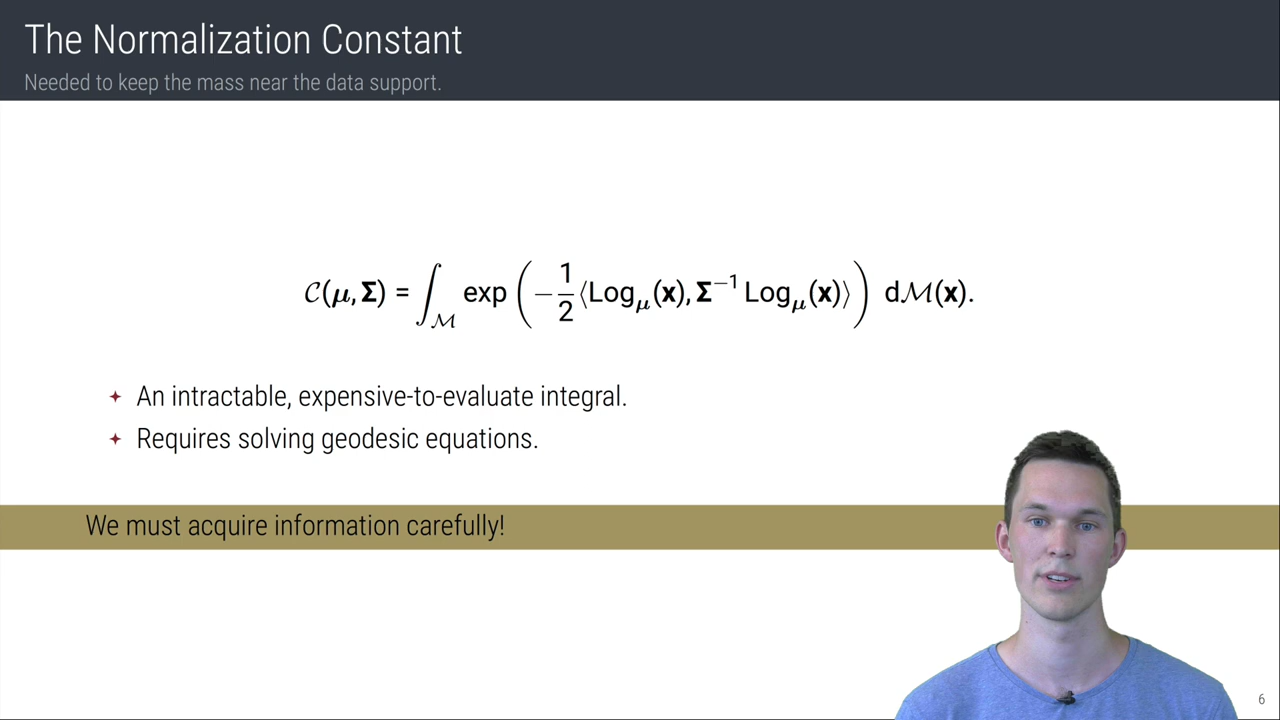 The Normalization Constant
Needed to keep the mass near the data support.
𝒞(μ, Σ) = ∫_ℳ exp ( −1/2 ⟨Log_μ(x), Σ⁻¹ Log_μ(x)⟩ ) dℳ(x).
An intractable, expensive-to-evaluate integral.
Requires solving geodesic equations.
We must acquire information carefully!
6